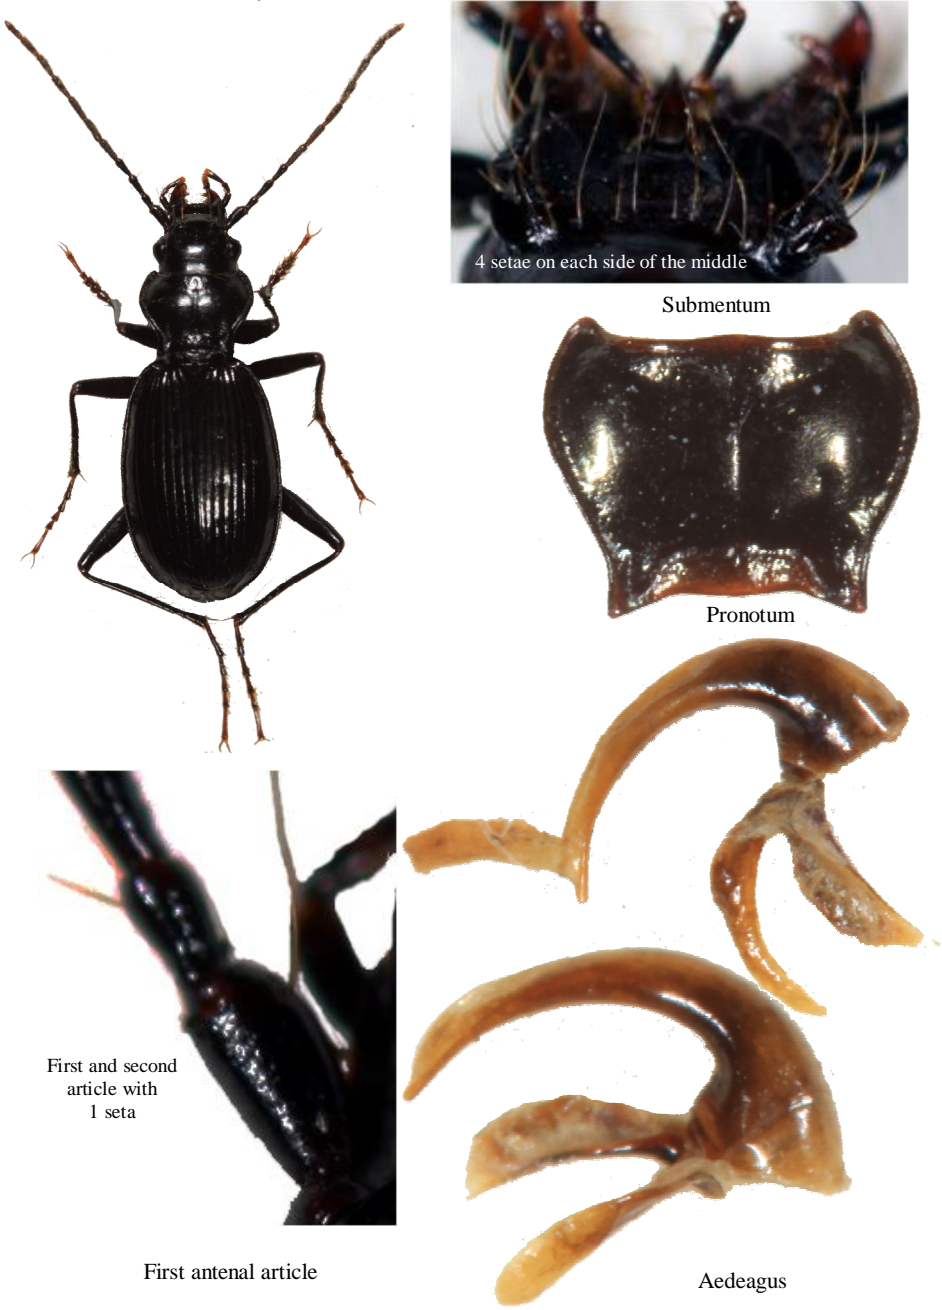 4 setae on each side of the middle
Submentum
Pronotum
First and second
article with
1 seta
First antenal article
Aedeagus